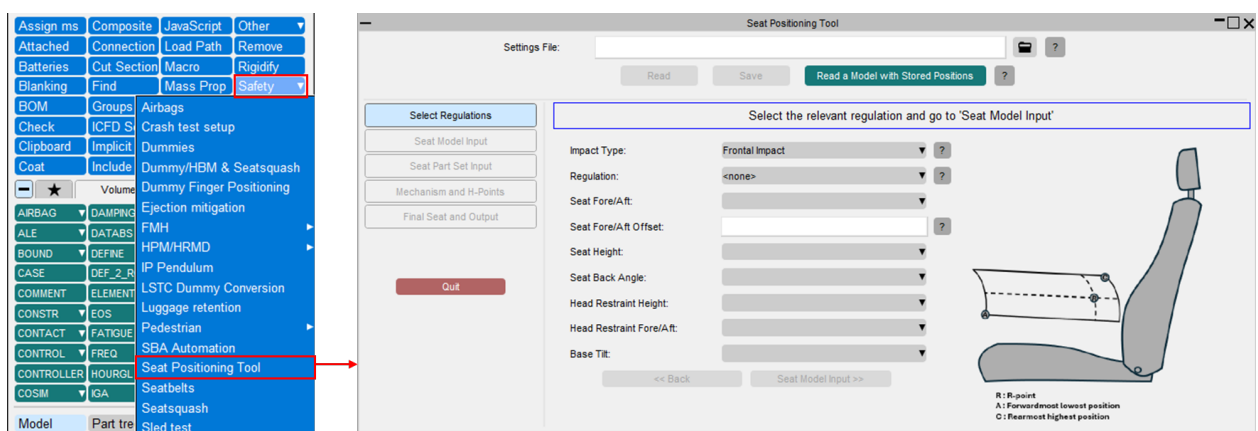 Assign ms Composite JavaScript Other
Attached Connection Load Path Remove
Batteries Cut Section Macro Rigidify
Blanking Find Mass Prop Safety
BOM Groups
Check ICFD S
Clipboard Implicit
Coat Include
Volume
AIRBAG DAMPING
ALE DATABS
BOUND DEFINE
CASE DEF_2_R
COMMENT ELEMENT
CONSTR EOS
CONTACT FATIGUE
CONTROL FREQ
CONTROLLER HOURGL
COSIM IGA
Model Part tre
Airbags
Crash test setup
Dummies
Dummy/HBM & Seatsquash
Dummy Finger Positioning
Ejection mitigation
FMH
HPM/HRMD
IP Pendulum
LSTC Dummy Conversion
Luggage retention
Pedestrian
SBA Automation
Seat Positioning Tool
Seatbelts
Seatsquash
Sled test
Seat Positioning Tool
Settings File:
?
Read Save Read a Model with Stored Positions ?
Select Regulations
Seat Model Input
Seat Part Set Input
Mechanism and H-Points
Final Seat and Output
Quit
Select the relevant regulation and go to 'Seat Model Input'
Impact Type: Frontal Impact ?
Regulation: <none> ?
Seat Fore/Aft:
Seat Fore/Aft Offset: ?
Seat Height:
Seat Back Angle:
Head Restraint Height:
Head Restraint Fore/Aft:
Base Tilt:
<< Back Seat Model Input >>
C
R
A
R : R-point
A : Forwardmost lowest position
C : Rearmost highest position